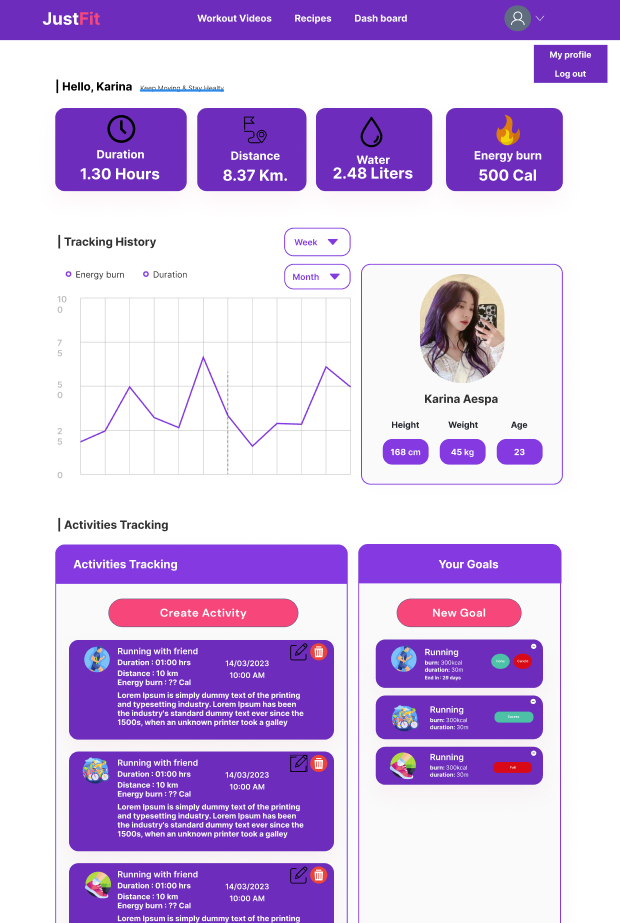 JustFit
Workout Videos
Recipes
Dash board
My profile
Log out
Hello, Karina
Keep Moving & Stay Healty
Duration
1.30 Hours
Distance
8.37 Km.
Water
2.48 Liters
Energy burn
500 Cal
Tracking History
Week
Energy burn
Duration
Month
10
0
7
5
5
0
2
5
0
Karina Aespa
Height
Weight
Age
168 cm
45 kg
23
Activities Tracking
Activities Tracking
Create Activity
Running with friend
Duration : 01:00 hrs
Distance : 10 km
Energy burn : ?? Cal
14/03/2023
10:00 AM
Lorem Ipsum is simply dummy text of the printing
and typesetting industry. Lorem Ipsum has been
the industry's standard dummy text ever since the
1500s, when an unknown printer took a galley
Running with friend
Duration : 01:00 hrs
Distance : 10 km
Energy burn : ?? Cal
14/03/2023
10:00 AM
Lorem Ipsum is simply dummy text of the printing
and typesetting industry. Lorem Ipsum has been
the industry's standard dummy text ever since the
1500s, when an unknown printer took a galley
Running with friend
Duration : 01:00 hrs
Distance : 10 km
Energy burn : ?? Cal
14/03/2023
10:00 AM
Lorem Ipsum is simply dummy text of the printing
Your Goals
New Goal
Running
burn: 300kcal
duration: 30m
End in : 29 days
Running
burn: 300kcal
duration: 30m
Running
burn: 300kcal
duration: 30m
Fail